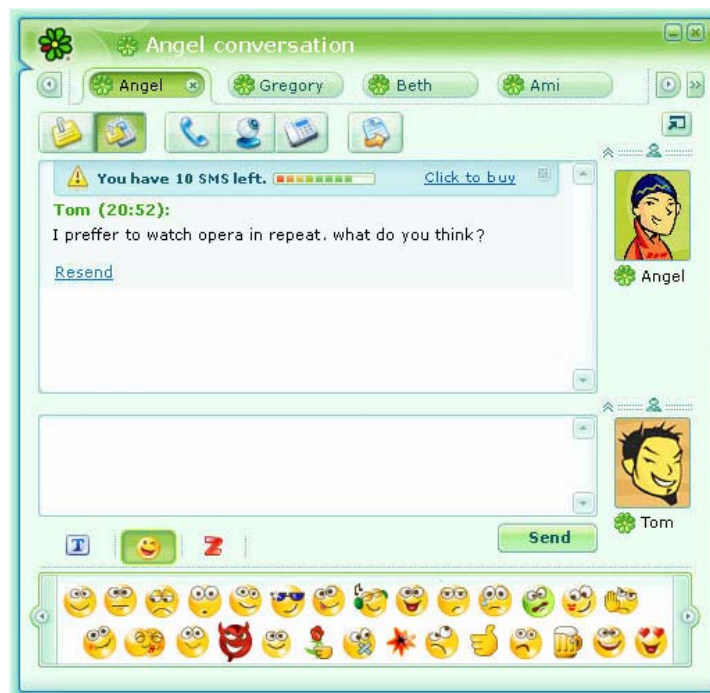 Angel conversation
Angel Gregory Beth Ami
You have 10 SMS left. Click to buy
Tom (20:52):
I preffer to watch opera in repeat. what do you think?
Resend
Angel
Tom
T Z Send